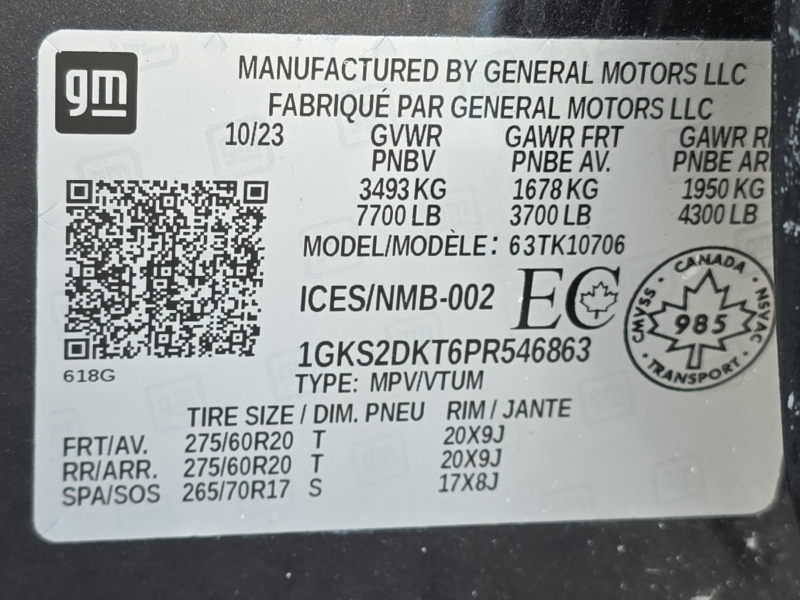 gm
MANUFACTURED BY GENERAL MOTORS LLC
FABRIQUÉ PAR GENERAL MOTORS LLC
10/23 GVWR GAWR FRT GAWR
PNBV PNBE AV. PNBE
3493 KG 1678 KG 1950 KG
7700 LB 3700 LB 4300 LB
MODEL/MODÈLE: 63TK10706
ICES/NMB-002 EC
CANADA
CMVSS 985 NSVAC
TRANSPORT
1GKS2DKT6PR546863
618G
TYPE: MPV/VTUM
TIRE SIZE / DIM. PNEU RIM / JANTE
FRT/AV. 275/60R20 T 20X9J
RR/ARR. 275/60R20 T 20X9J
SPA/SOS 265/70R17 S 17X8J